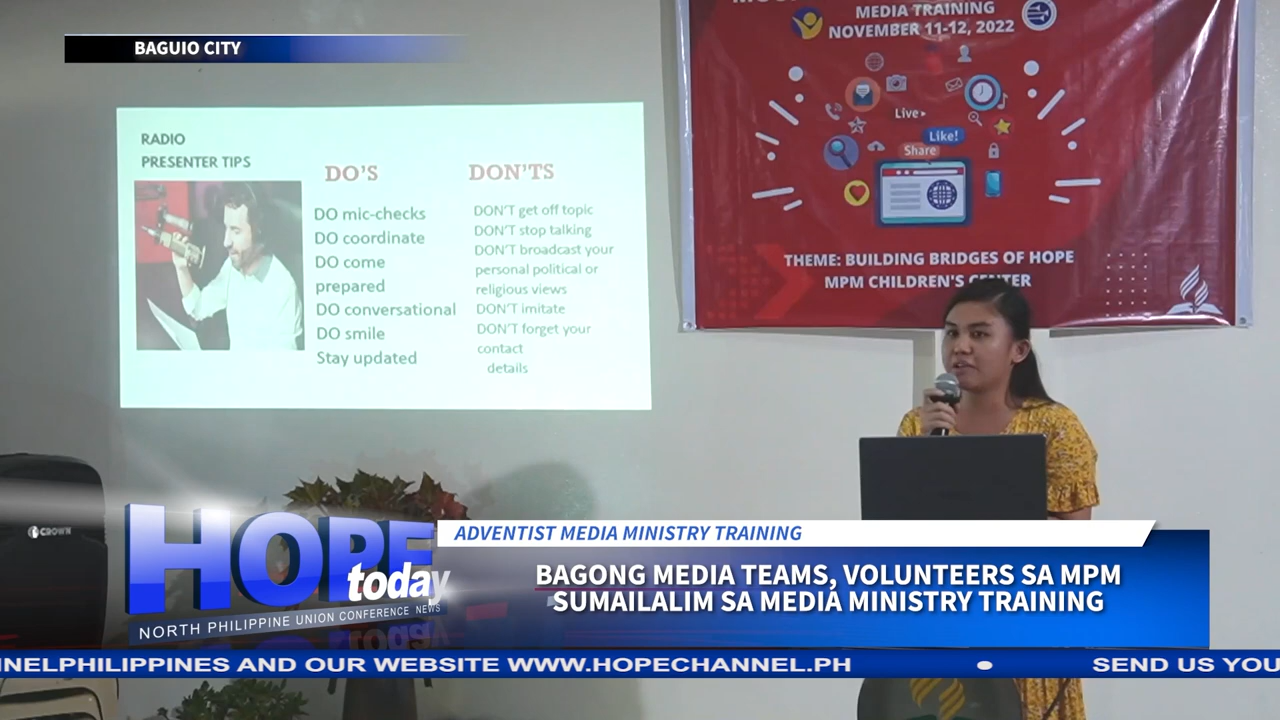 BAGUIO CITY
MEDIA TRAINING
NOVEMBER 11-12, 2022
Live
Like!
Share
THEME: BUILDING BRIDGES OF HOPE
MPM CHILDREN'S CENTER
RADIO
PRESENTER TIPS
DO'S
DO mic-checks
DO coordinate
DO come
prepared
DO conversational
DO smile
Stay updated
DON'TS
DON'T get off topic
DON'T stop talking
DON'T broadcast your
personal political or
religious views
DON'T imitate
DON'T forget your
contact
details
CROWN
HOPE
today
NORTH PHILIPPINE UNION CONFERENCE NEWS
ADVENTIST MEDIA MINISTRY TRAINING
BAGONG MEDIA TEAMS, VOLUNTEERS SA MPM
SUMAILALIM SA MEDIA MINISTRY TRAINING
NELPHILIPPINES AND OUR WEBSITE WWW.HOPECHANNEL.PH • SEND US YOU